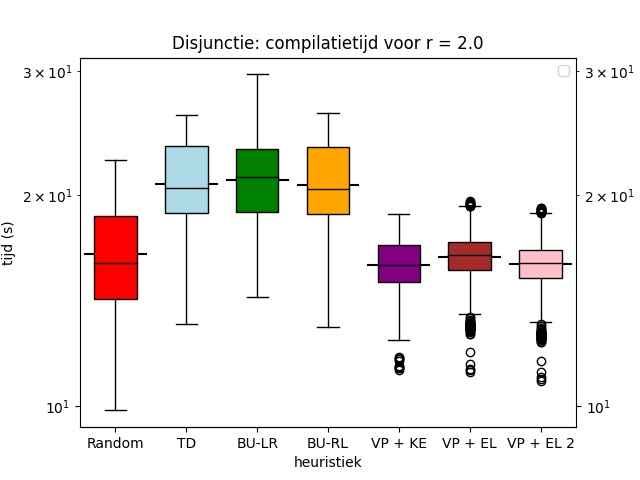 Disjunctie: compilatietijd voor r = 2.0
3 × 10¹
3 × 10¹
2 × 10¹
2 × 10¹
tijd (s)
10¹
10¹
Random TD BU-LR BU-RL VP + KE VP + EL VP + EL 2
heuristiek